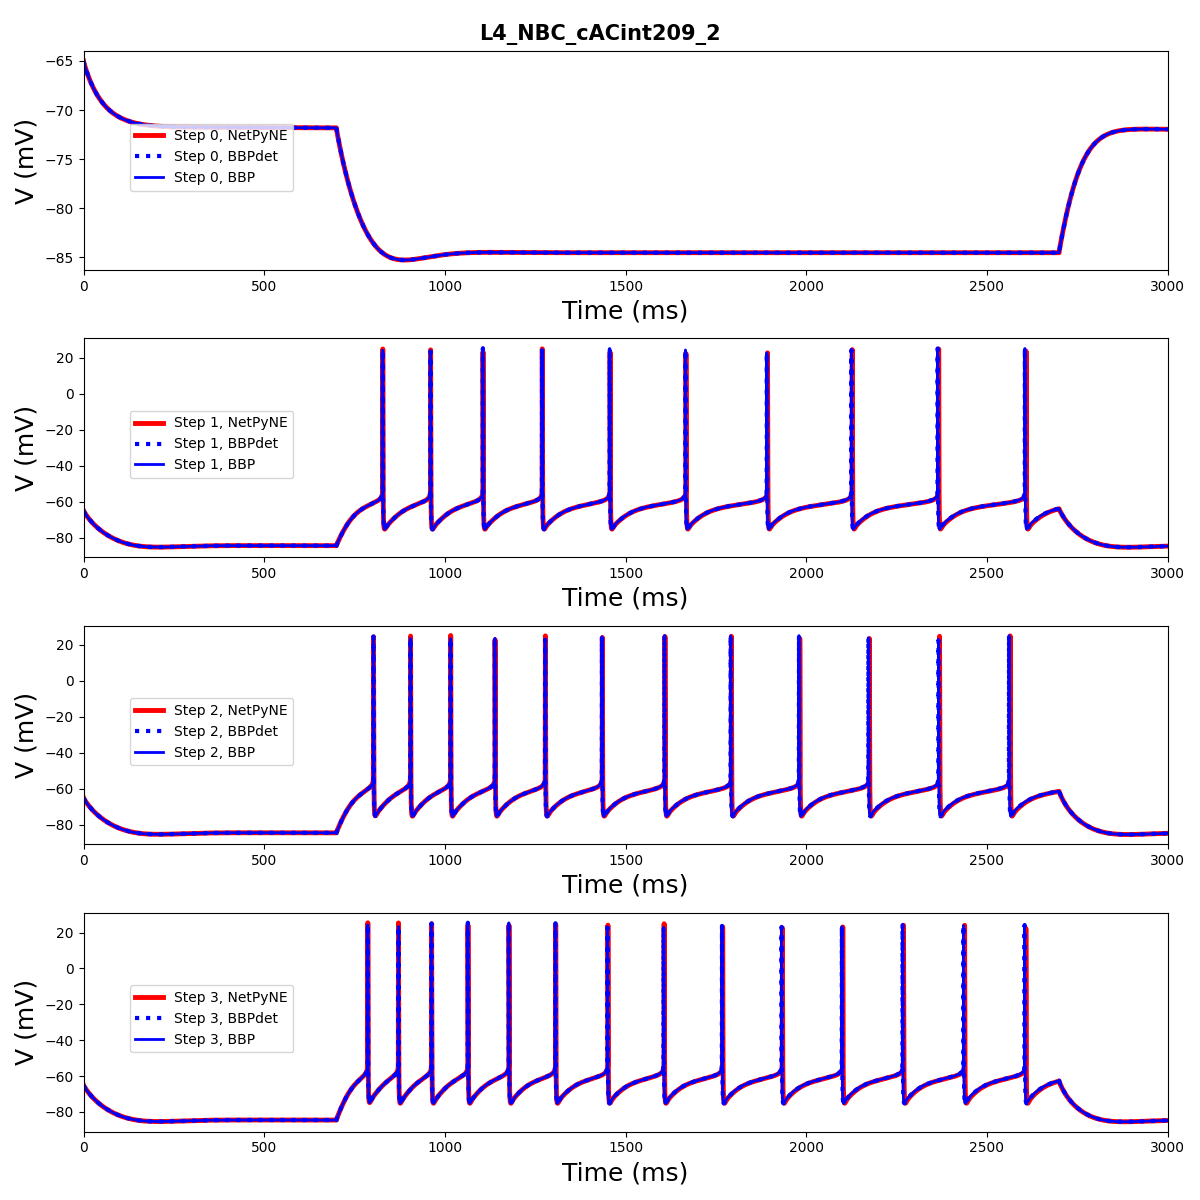 L4_NBC_cACint209_2
−65
−70
−75
−80
−85
V (mV)
Step 0, NetPyNE
Step 0, BBPdet
Step 0, BBP
0 500 1000 1500 2000 2500 3000
Time (ms)
20
0
−20
−40
−60
−80
V (mV)
Step 1, NetPyNE
Step 1, BBPdet
Step 1, BBP
0 500 1000 1500 2000 2500 3000
Time (ms)
20
0
−20
−40
−60
−80
V (mV)
Step 2, NetPyNE
Step 2, BBPdet
Step 2, BBP
0 500 1000 1500 2000 2500 3000
Time (ms)
20
0
−20
−40
−60
−80
V (mV)
Step 3, NetPyNE
Step 3, BBPdet
Step 3, BBP
0 500 1000 1500 2000 2500 3000
Time (ms)